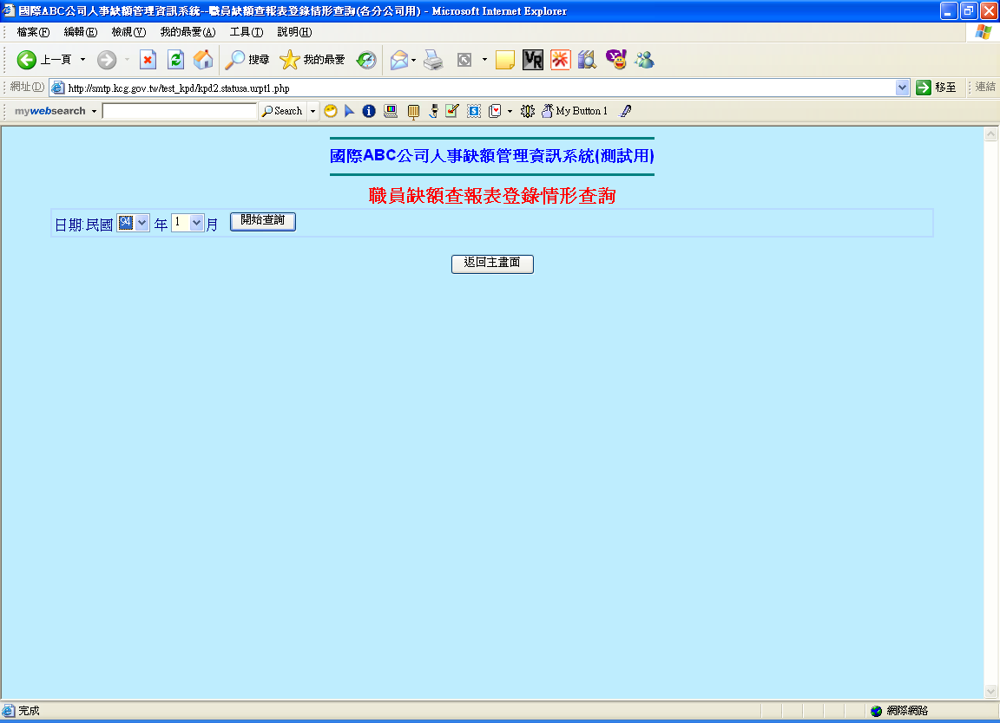 國際ABC公司人事缺額管理資訊系統--職員缺額查報表登錄情形查詢(各分公司用) - Microsoft Internet Explorer
檔案(F) 編輯(E) 檢視(V) 我的最愛(A) 工具(T) 說明(H)
上一頁 搜尋 我的最愛 VR
網址(D) http://smtp.kcg.gov.tw/test_kpd/kpd2.statusa.urpt1.php 移至 連結
mywebsearch Search My Button 1
國際ABC公司人事缺額管理資訊系統(測試用)
職員缺額查報表登錄情形查詢
日期:民國 94 年 1 月 開始查詢
返回主畫面
完成 網際網路